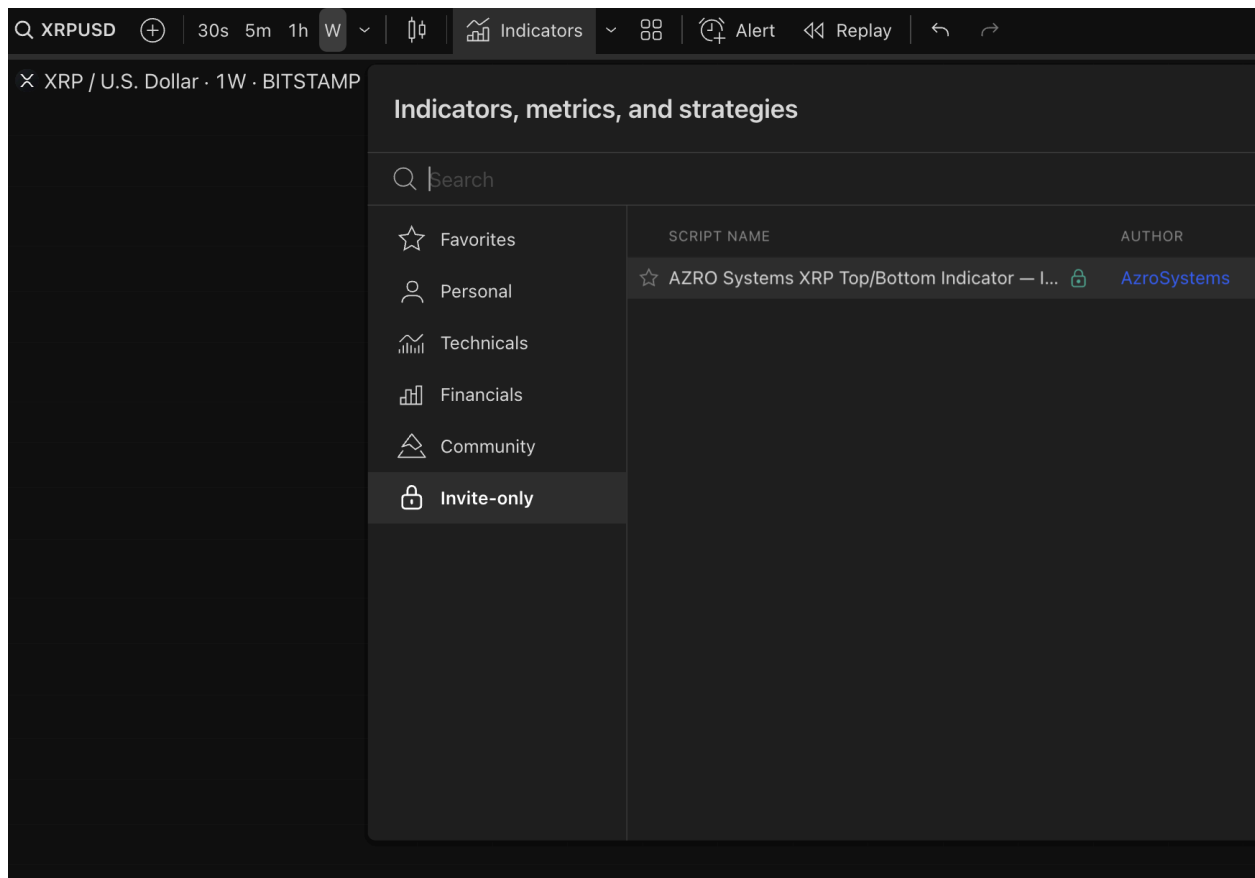 XRPUSD 30s 5m 1h W Indicators Alert Replay
XRP / U.S. Dollar · 1W · BITSTAMP
Indicators, metrics, and strategies
Search
Favorites
Personal
Technicals
Financials
Community
Invite-only
SCRIPT NAME AUTHOR
AZRO Systems XRP Top/Bottom Indicator — I... AzroSystems